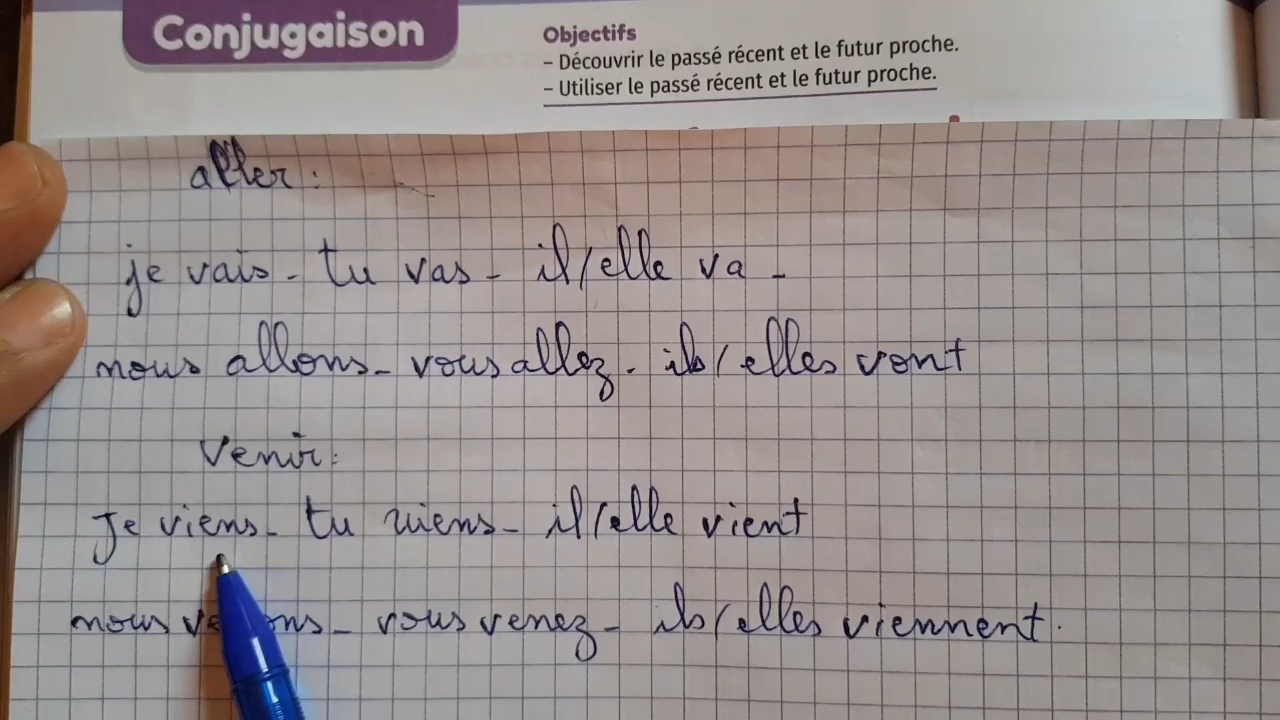 Conjugaison
Objectifs
– Découvrir le passé récent et le futur proche.
– Utiliser le passé récent et le futur proche.
aller :
je vais - tu vas - il/elle va -
nous allons - vous allez - ils/elles vont
Venir :
Je viens - tu viens - il/elle vient
nous - vous venez - ils/elles viennent.